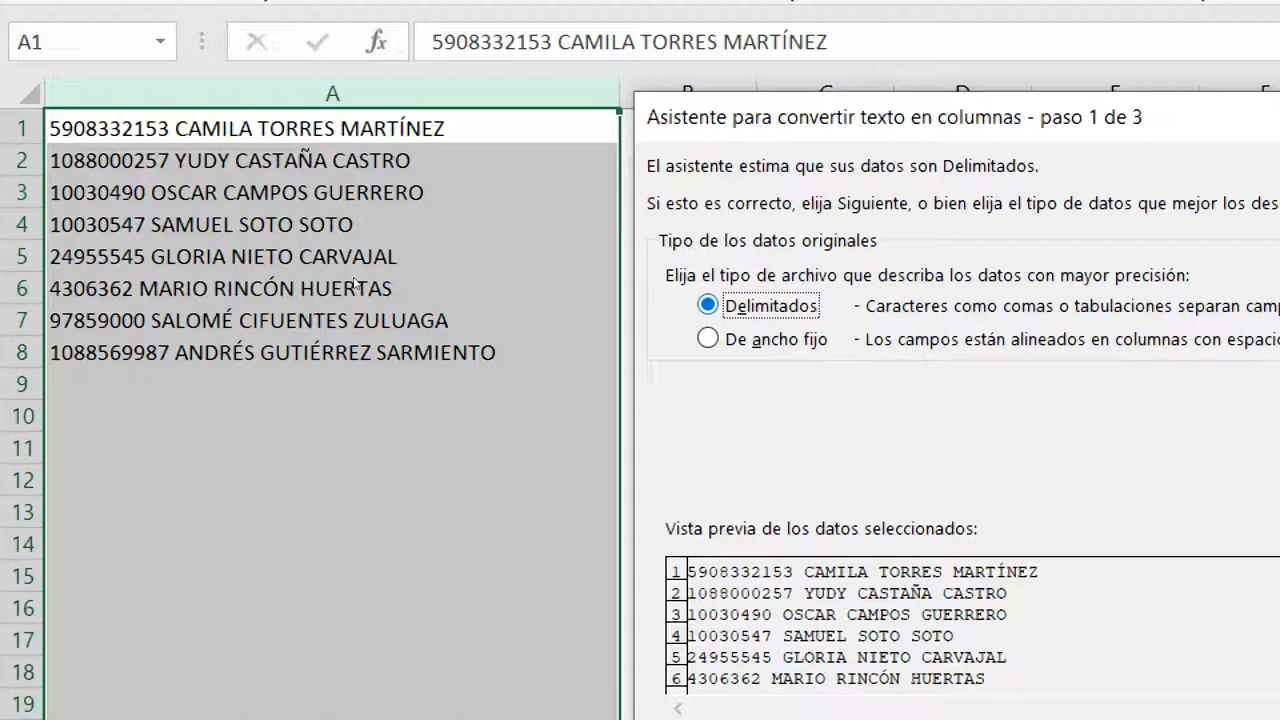 A1
fx
5908332153 CAMILA TORRES MARTÍNEZ
A
1 5908332153 CAMILA TORRES MARTÍNEZ
2 1088000257 YUDY CASTAÑA CASTRO
3 10030490 OSCAR CAMPOS GUERRERO
4 10030547 SAMUEL SOTO SOTO
5 24955545 GLORIA NIETO CARVAJAL
6 4306362 MARIO RINCÓN HUERTAS
7 97859000 SALOMÉ CIFUENTES ZULUAGA
8 1088569987 ANDRÉS GUTIÉRREZ SARMIENTO
9
10
11
12
13
14
15
16
17
18
19
Asistente para convertir texto en columnas - paso 1 de 3
El asistente estima que sus datos son Delimitados.
Si esto es correcto, elija Siguiente, o bien elija el tipo de datos que mejor los des
Tipo de los datos originales
Elija el tipo de archivo que describa los datos con mayor precisión:
Delimitados - Caracteres como comas o tabulaciones separan camp
De ancho fijo - Los campos están alineados en columnas con espaci
Vista previa de los datos seleccionados:
1 5908332153 CAMILA TORRES MARTÍNEZ
2 1088000257 YUDY CASTAÑA CASTRO
3 10030490 OSCAR CAMPOS GUERRERO
4 10030547 SAMUEL SOTO SOTO
5 24955545 GLORIA NIETO CARVAJAL
6 4306362 MARIO RINCÓN HUERTAS